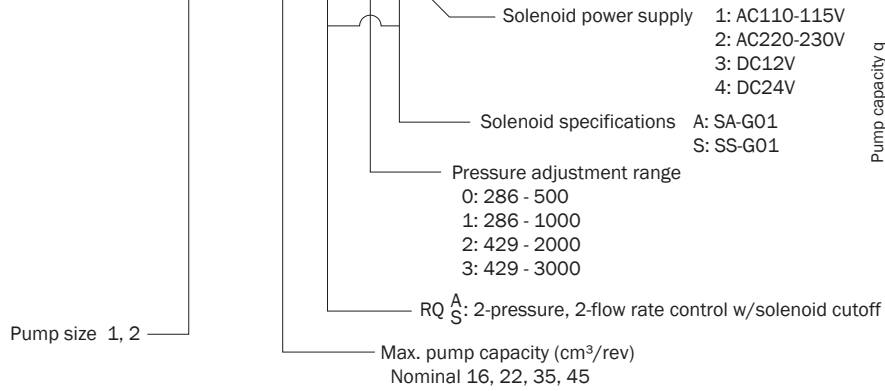 Solenoid power supply 1: AC110-115V
2: AC220-230V
3: DC12V
4: DC24V
Solenoid specifications A: SA-G01
S: SS-G01
Pressure adjustment range
0: 286 - 500
1: 286 - 1000
2: 429 - 2000
3: 429 - 3000
RQ A S: 2-pressure, 2-flow rate control w/solenoid cutoff
Pump size 1, 2
Max. pump capacity (cm³/rev)
Nominal 16, 22, 35, 45
Pump capacity q